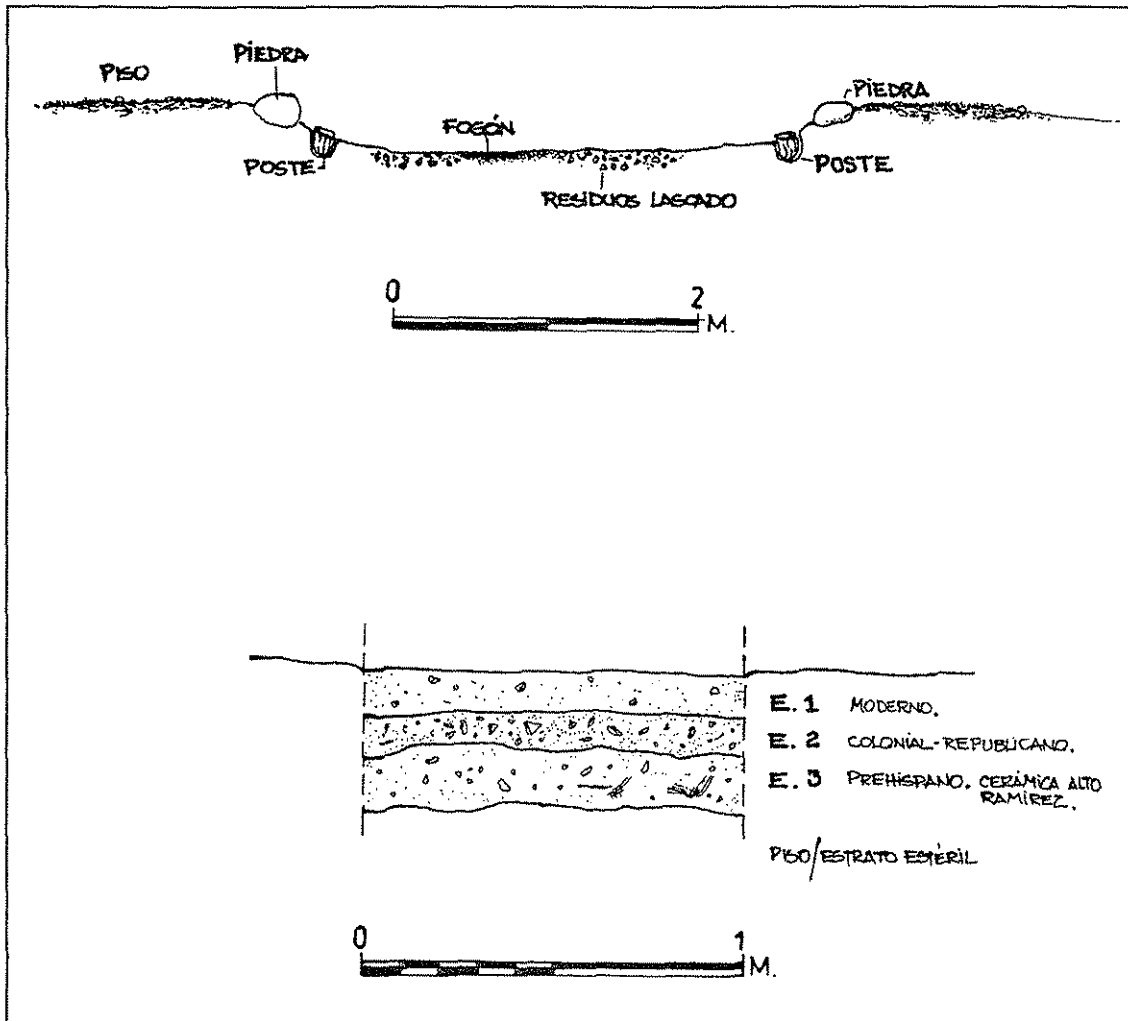 PISO
PIEDRA
PIEDRA
FOGÓN
POSTE
POSTE
RESIDUOS LASCADO
0 2
M.
E.1 MODERNO.
E.2 COLONIAL-REPUBLICANO.
E.3 PREHISPANO. CERÁMICA ALTO
RAMÍREZ.
PISO/ESTRATO ESTÉRIL
0 1
M.